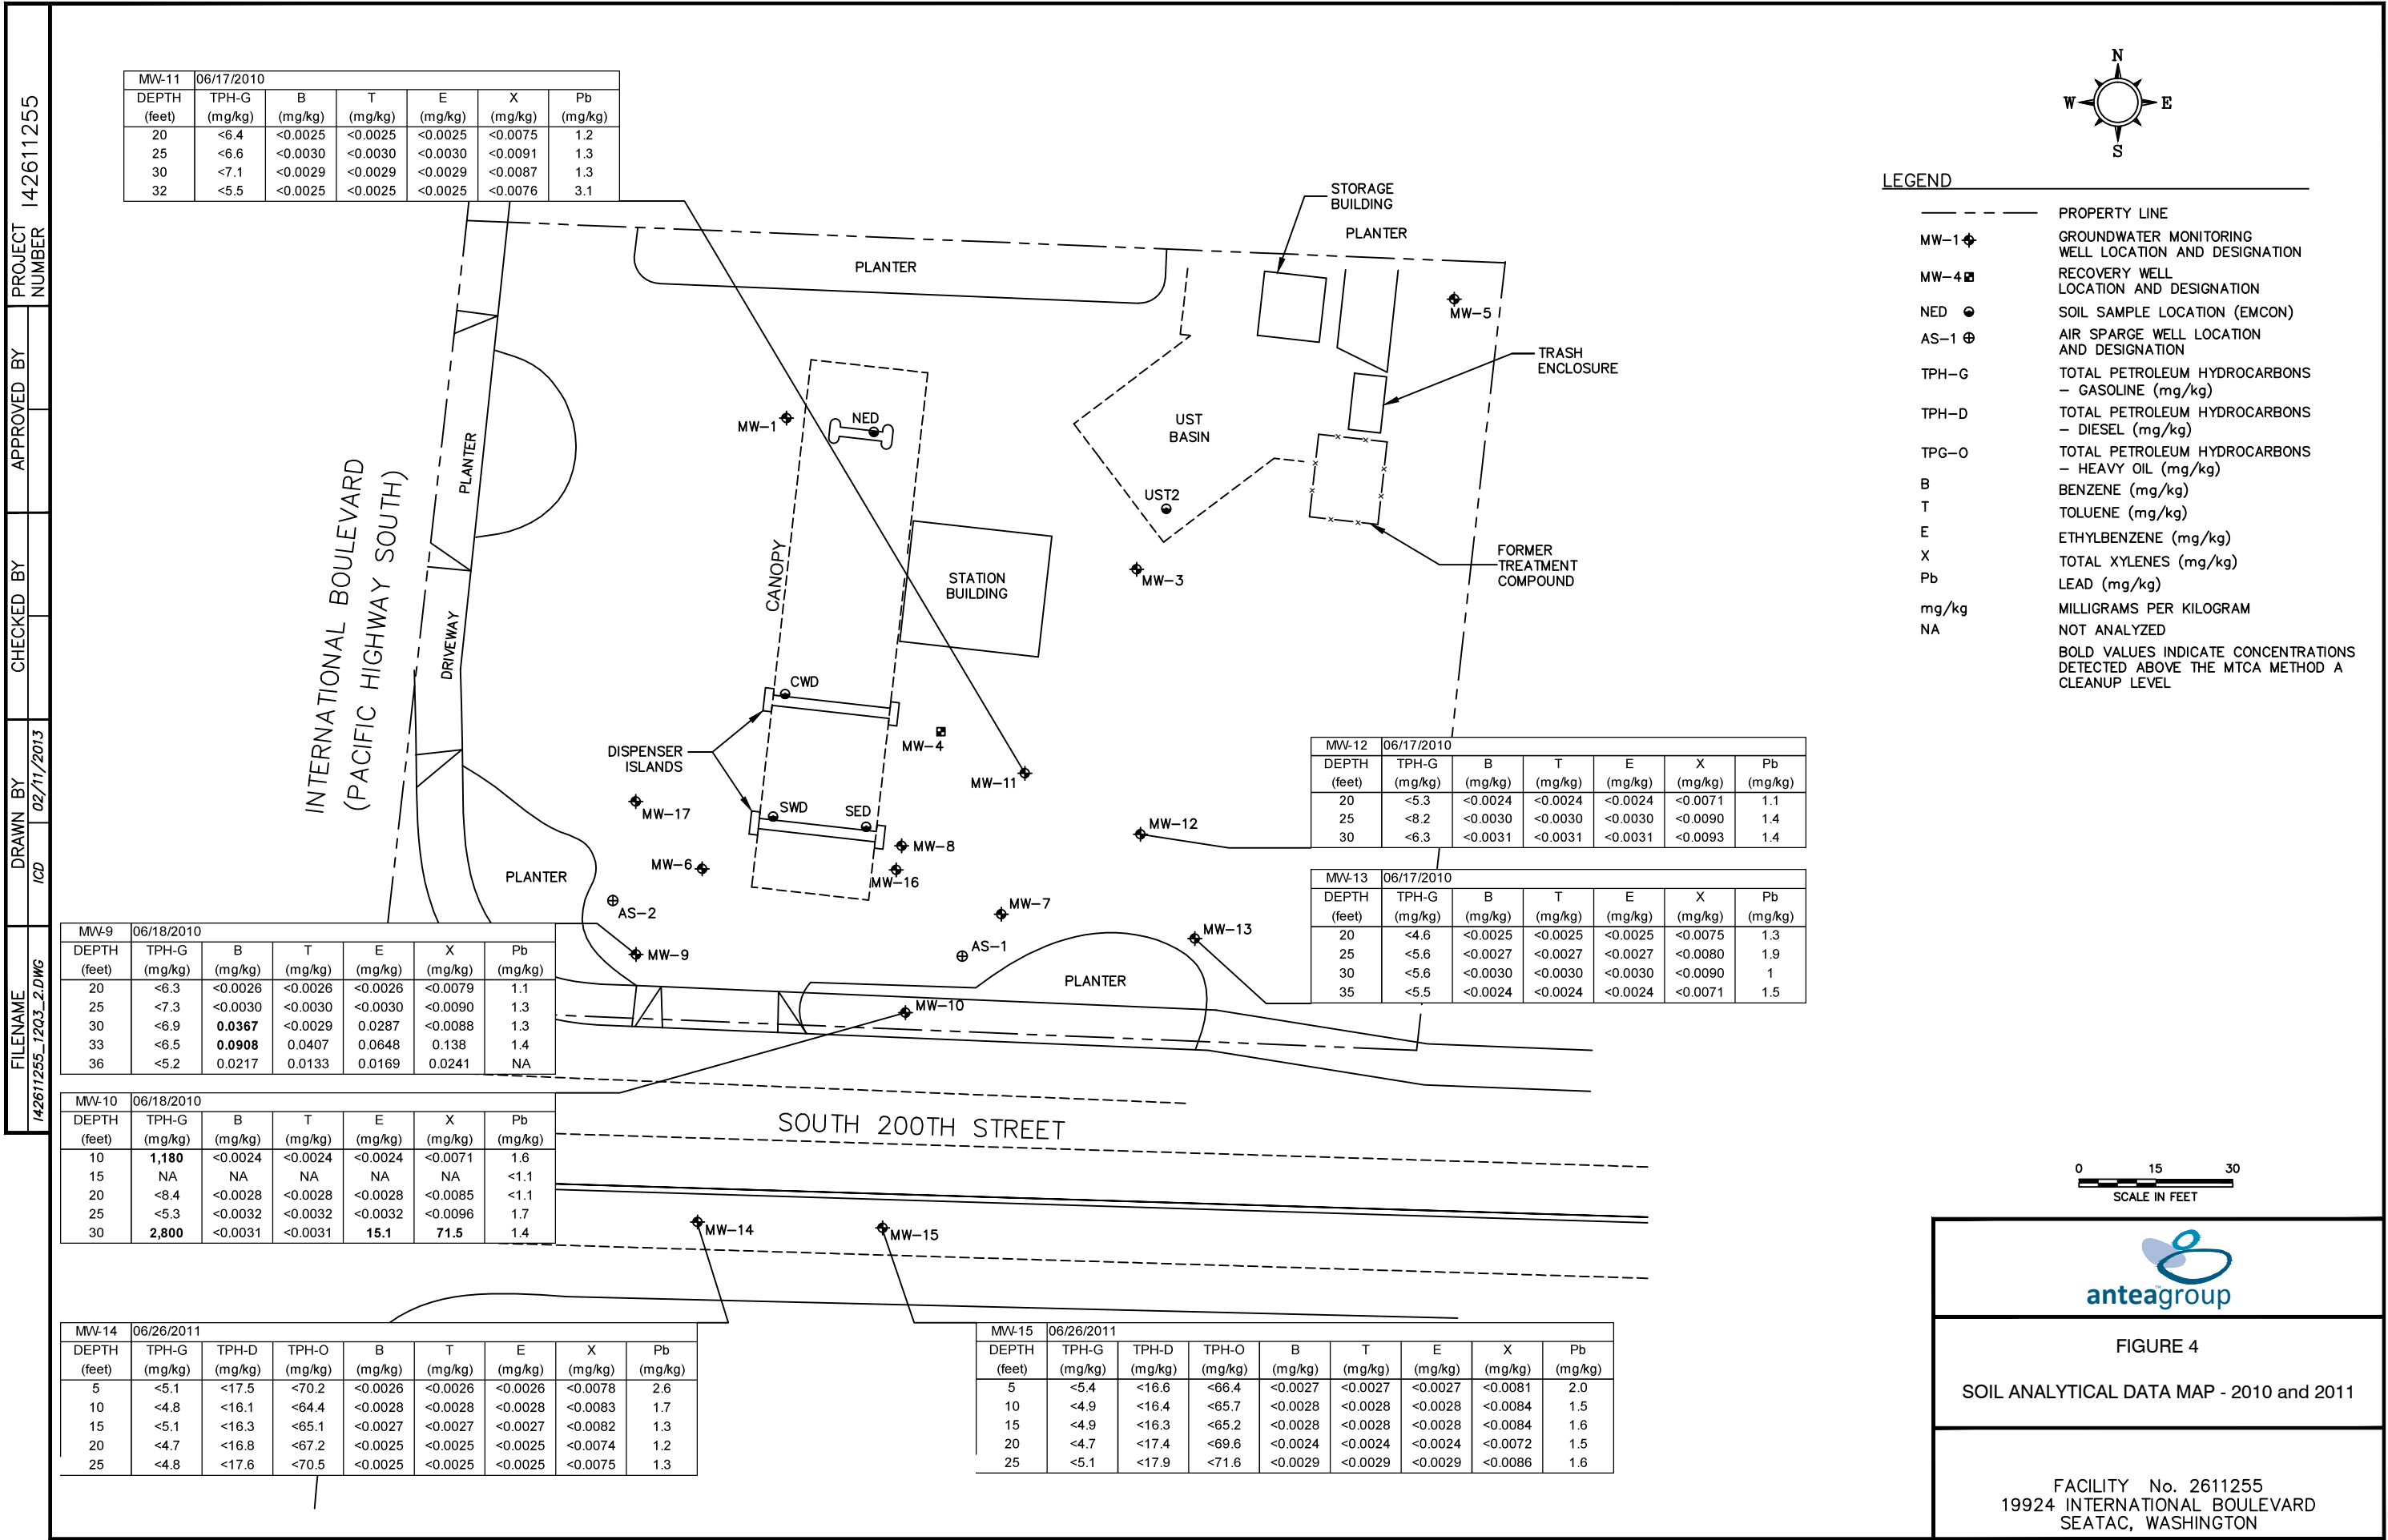 PROJECT NUMBER 142611255
APPROVED BY
CHECKED BY
DRAWN BY
ICD 02/11/2013
FILENAME
142611255_12Q3_2.DWG
MW-11 06/17/2010
DEPTH TPH-G B T E X Pb
(feet) (mg/kg) (mg/kg) (mg/kg) (mg/kg) (mg/kg) (mg/kg)
20 <6.4 <0.0025 <0.0025 <0.0025 <0.0075 1.2
25 <6.6 <0.0030 <0.0030 <0.0030 <0.0091 1.3
30 <7.1 <0.0029 <0.0029 <0.0029 <0.0087 1.3
32 <5.5 <0.0025 <0.0025 <0.0025 <0.0076 3.1
N
W E
S
LEGEND
PROPERTY LINE
MW-1 GROUNDWATER MONITORING
WELL LOCATION AND DESIGNATION
MW-4 RECOVERY WELL
LOCATION AND DESIGNATION
NED SOIL SAMPLE LOCATION (EMCON)
AS-1 AIR SPARGE WELL LOCATION
AND DESIGNATION
TPH-G TOTAL PETROLEUM HYDROCARBONS
- GASOLINE (mg/kg)
TPH-D TOTAL PETROLEUM HYDROCARBONS
- DIESEL (mg/kg)
TPG-O TOTAL PETROLEUM HYDROCARBONS
- HEAVY OIL (mg/kg)
B BENZENE (mg/kg)
T TOLUENE (mg/kg)
E ETHYLBENZENE (mg/kg)
X TOTAL XYLENES (mg/kg)
Pb LEAD (mg/kg)
mg/kg MILLIGRAMS PER KILOGRAM
NA NOT ANALYZED
BOLD VALUES INDICATE CONCENTRATIONS
DETECTED ABOVE THE MTCA METHOD A
CLEANUP LEVEL
STORAGE
BUILDING
PLANTER
PLANTER
MW-5
TRASH
ENCLOSURE
MW-1
NED
UST
BASIN
UST2
PLANTER
INTERNATIONAL BOULEVARD
(PACIFIC HIGHWAY SOUTH)
CANOPY
STATION
BUILDING
MW-3
FORMER
TREATMENT
COMPOUND
DRIVEWAY
CWD
MW-4
DISPENSER
ISLANDS
MW-11
MW-17
SWD
SED
MW-12
MW-8
MW-6
MW-16
PLANTER
AS-2
MW-7
MW-13
MW-9
AS-1
PLANTER
MW-10
MW-12 06/17/2010
DEPTH TPH-G B T E X Pb
(feet) (mg/kg) (mg/kg) (mg/kg) (mg/kg) (mg/kg) (mg/kg)
20 <5.3 <0.0024 <0.0024 <0.0024 <0.0071 1.1
25 <8.2 <0.0030 <0.0030 <0.0030 <0.0090 1.4
30 <6.3 <0.0031 <0.0031 <0.0031 <0.0093 1.4
MW-13 06/17/2010
DEPTH TPH-G B T E X Pb
(feet) (mg/kg) (mg/kg) (mg/kg) (mg/kg) (mg/kg) (mg/kg)
20 <4.6 <0.0025 <0.0025 <0.0025 <0.0075 1.3
25 <5.6 <0.0027 <0.0027 <0.0027 <0.0080 1.9
30 <5.6 <0.0030 <0.0030 <0.0030 <0.0090 1
35 <5.5 <0.0024 <0.0024 <0.0024 <0.0071 1.5
MW-9 06/18/2010
DEPTH TPH-G B T E X Pb
(feet) (mg/kg) (mg/kg) (mg/kg) (mg/kg) (mg/kg) (mg/kg)
20 <6.3 <0.0026 <0.0026 <0.0026 <0.0079 1.1
25 <7.3 <0.0030 <0.0030 <0.0030 <0.0090 1.3
30 <6.9 0.0367 <0.0029 0.0287 <0.0088 1.3
33 <6.5 0.0908 0.0407 0.0648 0.138 1.4
36 <5.2 0.0217 0.0133 0.0169 0.0241 NA
MW-10 06/18/2010
DEPTH TPH-G B T E X Pb
(feet) (mg/kg) (mg/kg) (mg/kg) (mg/kg) (mg/kg) (mg/kg)
10 1,180 <0.0024 <0.0024 <0.0024 <0.0071 1.6
15 NA NA NA NA NA <1.1
20 <8.4 <0.0028 <0.0028 <0.0028 <0.0085 <1.1
25 <5.3 <0.0032 <0.0032 <0.0032 <0.0096 1.7
30 2,800 <0.0031 <0.0031 15.1 71.5 1.4
SOUTH 200TH STREET
MW-14
MW-15
MW-14 06/26/2011
DEPTH TPH-G TPH-D TPH-O B T E X Pb
(feet) (mg/kg) (mg/kg) (mg/kg) (mg/kg) (mg/kg) (mg/kg) (mg/kg) (mg/kg)
5 <5.1 <17.5 <70.2 <0.0026 <0.0026 <0.0026 <0.0078 2.6
10 <4.8 <16.1 <64.4 <0.0028 <0.0028 <0.0028 <0.0083 1.7
15 <5.1 <16.3 <65.1 <0.0027 <0.0027 <0.0027 <0.0082 1.3
20 <4.7 <16.8 <67.2 <0.0025 <0.0025 <0.0025 <0.0074 1.2
25 <4.8 <17.6 <70.5 <0.0025 <0.0025 <0.0025 <0.0075 1.3
MW-15 06/26/2011
DEPTH TPH-G TPH-D TPH-O B T E X Pb
(feet) (mg/kg) (mg/kg) (mg/kg) (mg/kg) (mg/kg) (mg/kg) (mg/kg) (mg/kg)
5 <5.4 <16.6 <66.4 <0.0027 <0.0027 <0.0027 <0.0081 2.0
10 <4.9 <16.4 <65.7 <0.0028 <0.0028 <0.0028 <0.0084 1.5
15 <4.9 <16.3 <65.2 <0.0028 <0.0028 <0.0028 <0.0084 1.6
20 <4.7 <17.4 <69.6 <0.0024 <0.0024 <0.0024 <0.0072 1.5
25 <5.1 <17.9 <71.6 <0.0029 <0.0029 <0.0029 <0.0086 1.6
0 15 30
SCALE IN FEET
anteagroup
FIGURE 4
SOIL ANALYTICAL DATA MAP - 2010 and 2011
FACILITY No. 2611255
19924 INTERNATIONAL BOULEVARD
SEATAC, WASHINGTON